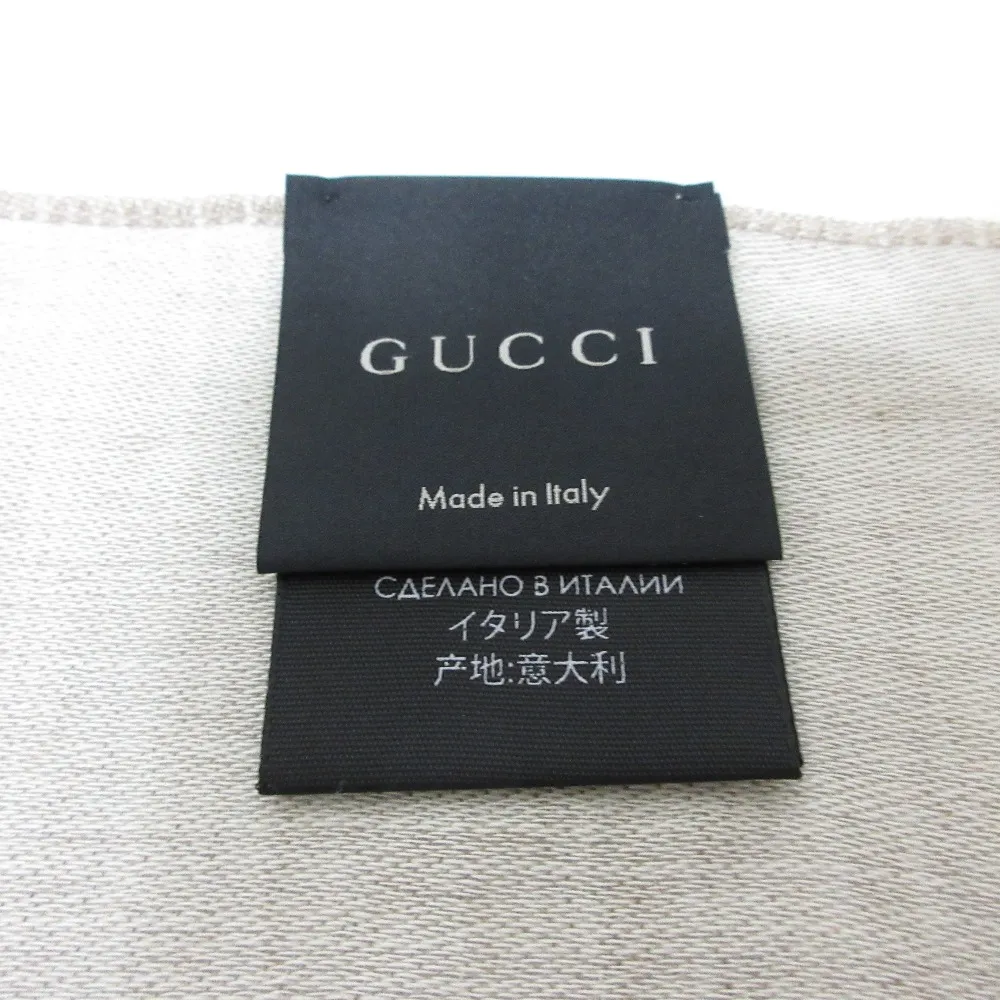 GUCCI
Made in Italy
СДЕЛАНО В ИТАЛИИ
イタリア製
产地:意大利